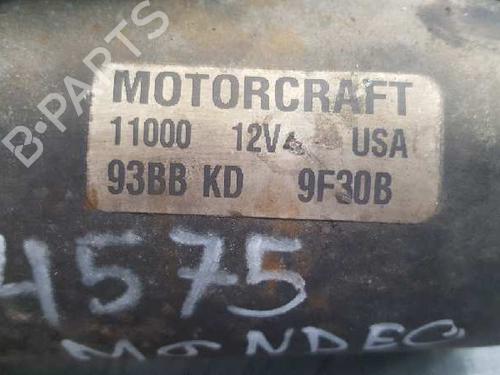 B-PARTS
MOTORCRAFT
11000 12V USA
93BB KD 9F30B
4575
MONDEO